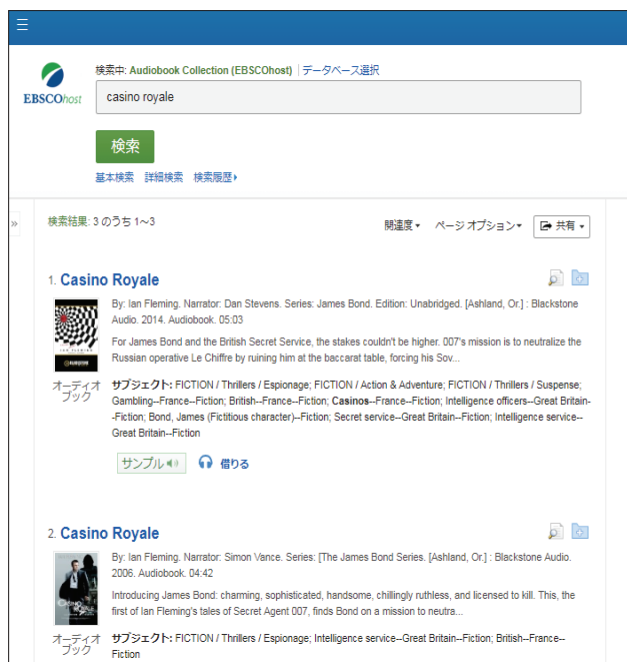 ☰
検索中: Audiobook Collection (EBSCOhost) | データベース選択
EBSCOhost
casino royale
検索
基本検索 詳細検索 検索履歴▸
»
検索結果: 3 のうち 1~3
関連度▾ ページ オプション▾ 共有 ▾
1. Casino Royale
By: Ian Fleming. Narrator: Dan Stevens. Series: James Bond. Edition: Unabridged. [Ashland, Or.] : Blackstone
Audio. 2014. Audiobook. 05:03
For James Bond and the British Secret Service, the stakes couldn't be higher. 007's mission is to neutralize the
Russian operative Le Chiffre by ruining him at the baccarat table, forcing his Sov...
オーディオ
ブック
サブジェクト: FICTION / Thrillers / Espionage; FICTION / Action & Adventure; FICTION / Thrillers / Suspense;
Gambling--France--Fiction; British--France--Fiction; Casinos--France--Fiction; Intelligence officers--Great Britain-
-Fiction; Bond, James (Fictitious character)--Fiction; Secret service--Great Britain--Fiction; Intelligence service--
Great Britain--Fiction
サンプル 借りる
2. Casino Royale
By: Ian Fleming. Narrator: Simon Vance. Series: [The James Bond Series. [Ashland, Or.] : Blackstone Audio.
2006. Audiobook. 04:42
Introducing James Bond: charming, sophisticated, handsome, chillingly ruthless, and licensed to kill. This, the
first of Ian Fleming's tales of Secret Agent 007, finds Bond on a mission to neutra...
オーディオ
ブック
サブジェクト: FICTION / Thrillers / Espionage; Intelligence service--Great Britain--Fiction; British--France--
Fiction